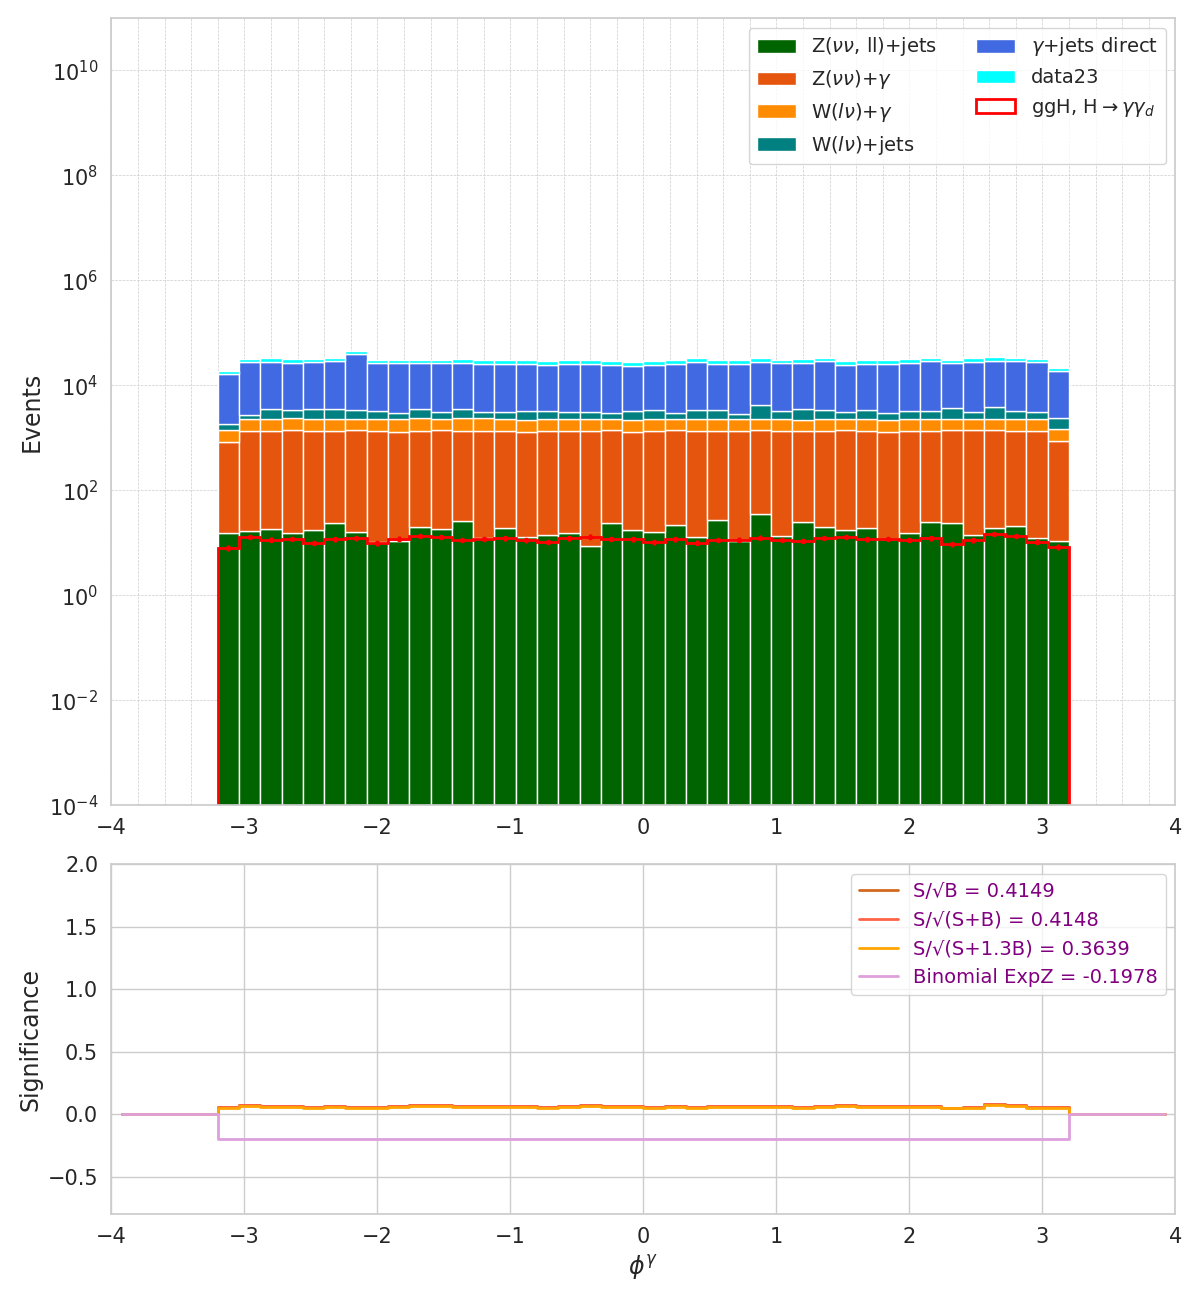 Z(νν, ll)+jets
Z(νν)+γ
W(lν)+γ
W(lν)+jets
γ+jets direct
data23
ggH, H→γγ_d
Events
10^10
10^8
10^6
10^4
10^2
10^0
10^−2
10^−4
−4 −3 −2 −1 0 1 2 3 4
S/√B = 0.4149
S/√(S+B) = 0.4148
S/√(S+1.3B) = 0.3639
Binomial ExpZ = -0.1978
Significance
2.0
1.5
1.0
0.5
0.0
−0.5
−4 −3 −2 −1 0 1 2 3 4
ϕ^γ